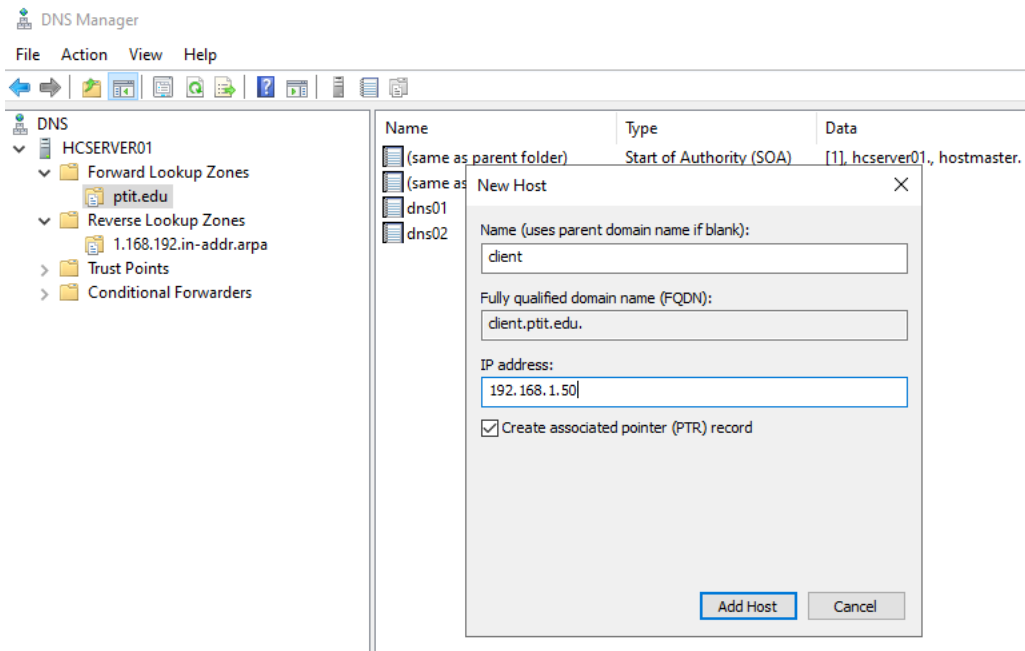 DNS Manager
File Action View Help
DNS
HCSERVER01
Forward Lookup Zones
ptit.edu
Reverse Lookup Zones
1.168.192.in-addr.arpa
Trust Points
Conditional Forwarders
Name Type Data
(same as parent folder) Start of Authority (SOA) [1], hcserver01., hostmaster.
(same as
dns01
dns02
New Host
Name (uses parent domain name if blank):
client
Fully qualified domain name (FQDN):
client.ptit.edu.
IP address:
192.168.1.50
Create associated pointer (PTR) record
Add Host Cancel